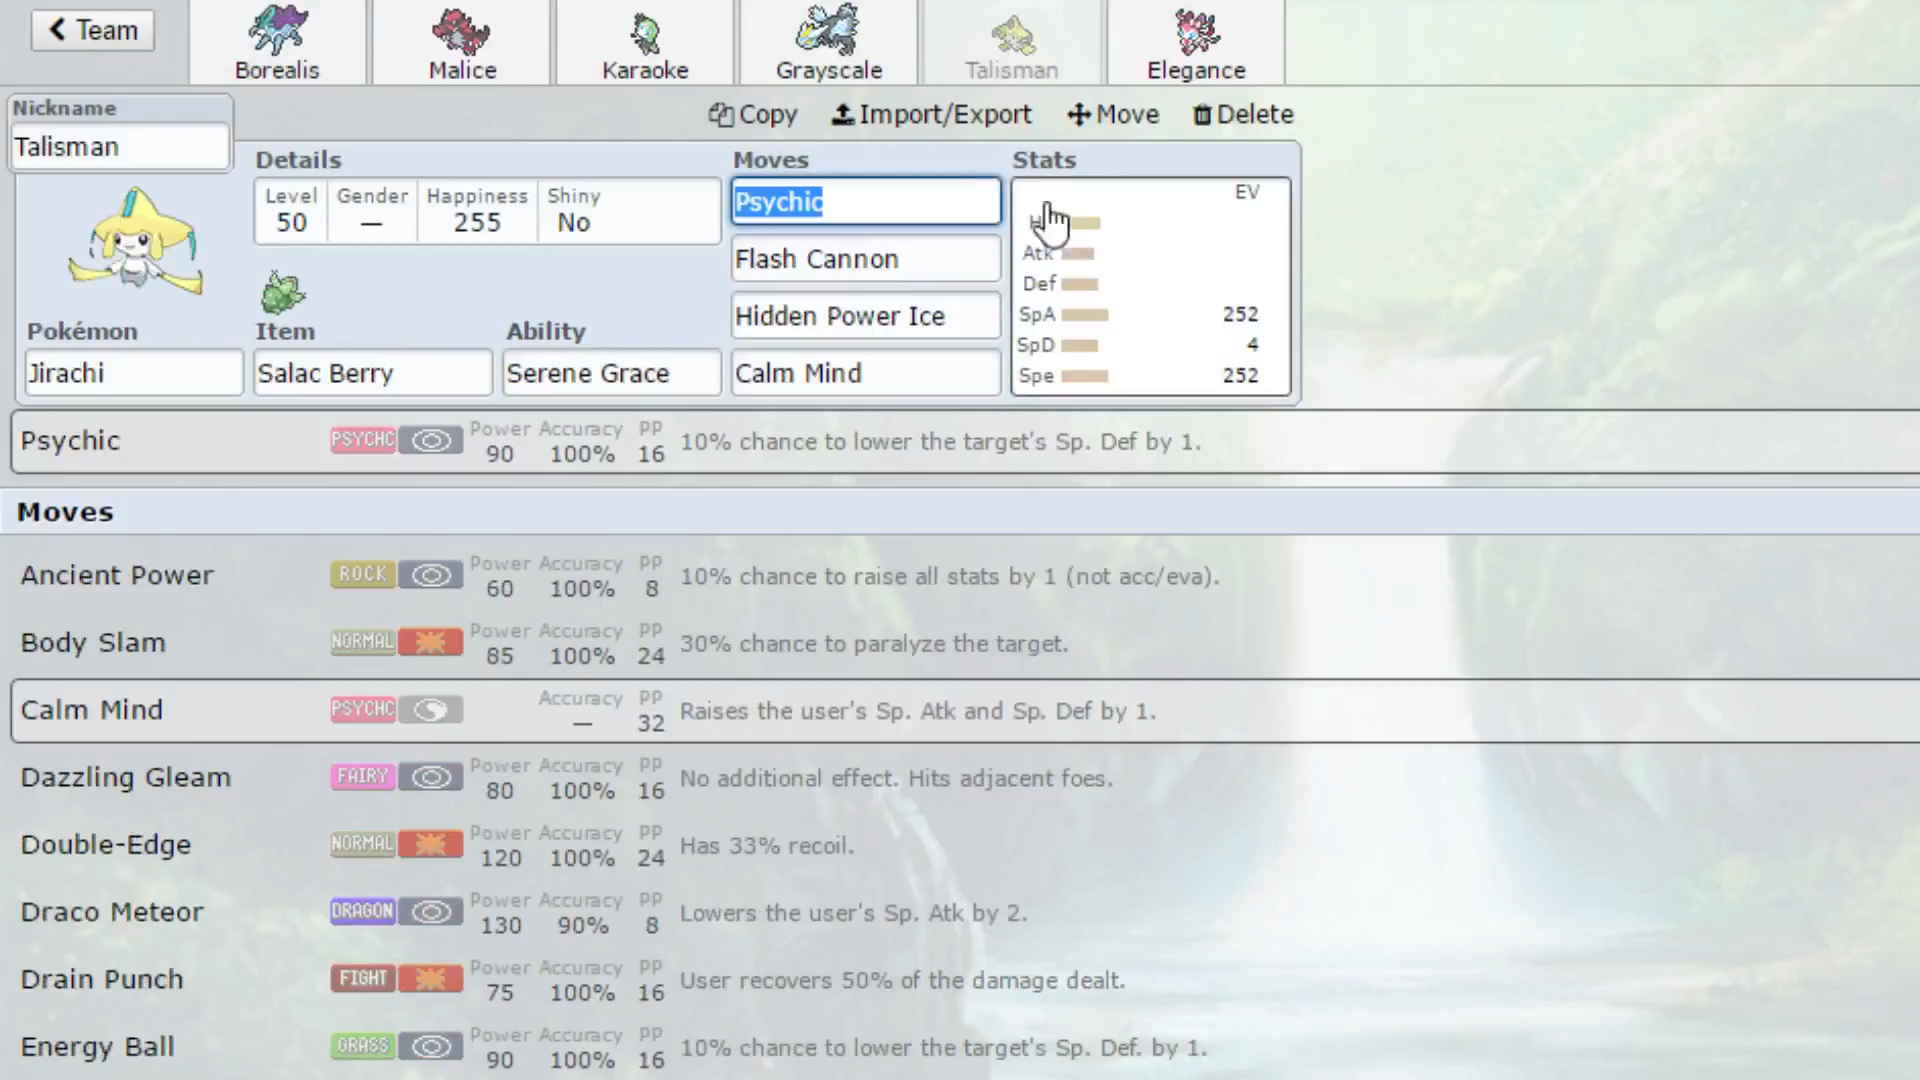 Team
Borealis
Malice
Karaoke
Grayscale
Talisman
Elegance
Nickname
Talisman
Copy
Import/Export
Move
Delete
Details
Level
50
Gender
—
Happiness
255
Shiny
No
Pokémon
Jirachi
Item
Salac Berry
Ability
Serene Grace
Moves
Psychic
Flash Cannon
Hidden Power Ice
Calm Mind
Stats
EV
Atk
Def
SpA 252
SpD 4
Spe 252
Psychic PSYCHC Power 90 Accuracy 100% PP 16 10% chance to lower the target's Sp. Def by 1.
Moves
Ancient Power ROCK Power 60 Accuracy 100% PP 8 10% chance to raise all stats by 1 (not acc/eva).
Body Slam NORMAL Power 85 Accuracy 100% PP 24 30% chance to paralyze the target.
Calm Mind PSYCHC Accuracy — PP 32 Raises the user's Sp. Atk and Sp. Def by 1.
Dazzling Gleam FAIRY Power 80 Accuracy 100% PP 16 No additional effect. Hits adjacent foes.
Double-Edge NORMAL Power 120 Accuracy 100% PP 24 Has 33% recoil.
Draco Meteor DRAGON Power 130 Accuracy 90% PP 8 Lowers the user's Sp. Atk by 2.
Drain Punch FIGHT Power 75 Accuracy 100% PP 16 User recovers 50% of the damage dealt.
Energy Ball GRASS Power 90 Accuracy 100% PP 16 10% chance to lower the target's Sp. Def. by 1.